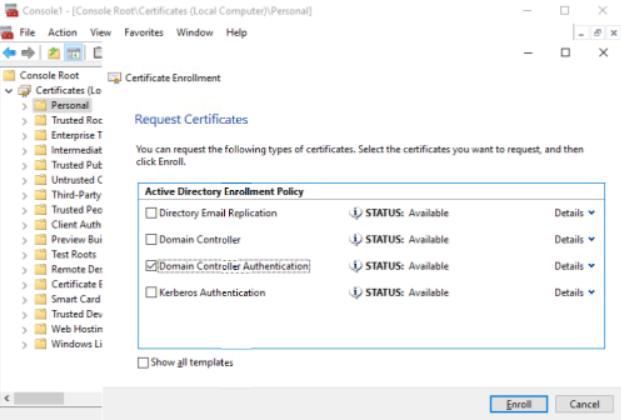 Console1 - [Console Root\Certificates (Local Computer)\Personal]
File Action View Favorites Window Help
Console Root
Certificates (Lo
Personal
Trusted Roo
Enterprise T
Intermediat
Trusted Pub
Untrusted C
Third-Party
Trusted Peo
Client Auth
Preview Bui
Test Roots
Remote Des
Certificate E
Smart Card
Trusted Dev
Web Hostin
Windows Li
Certificate Enrollment
Request Certificates
You can request the following types of certificates. Select the certificates you want to request, and then
click Enroll.
Active Directory Enrollment Policy
Directory Email Replication STATUS: Available Details
Domain Controller STATUS: Available Details
Domain Controller Authentication STATUS: Available Details
Kerberos Authentication STATUS: Available Details
Show all templates
Enroll Cancel